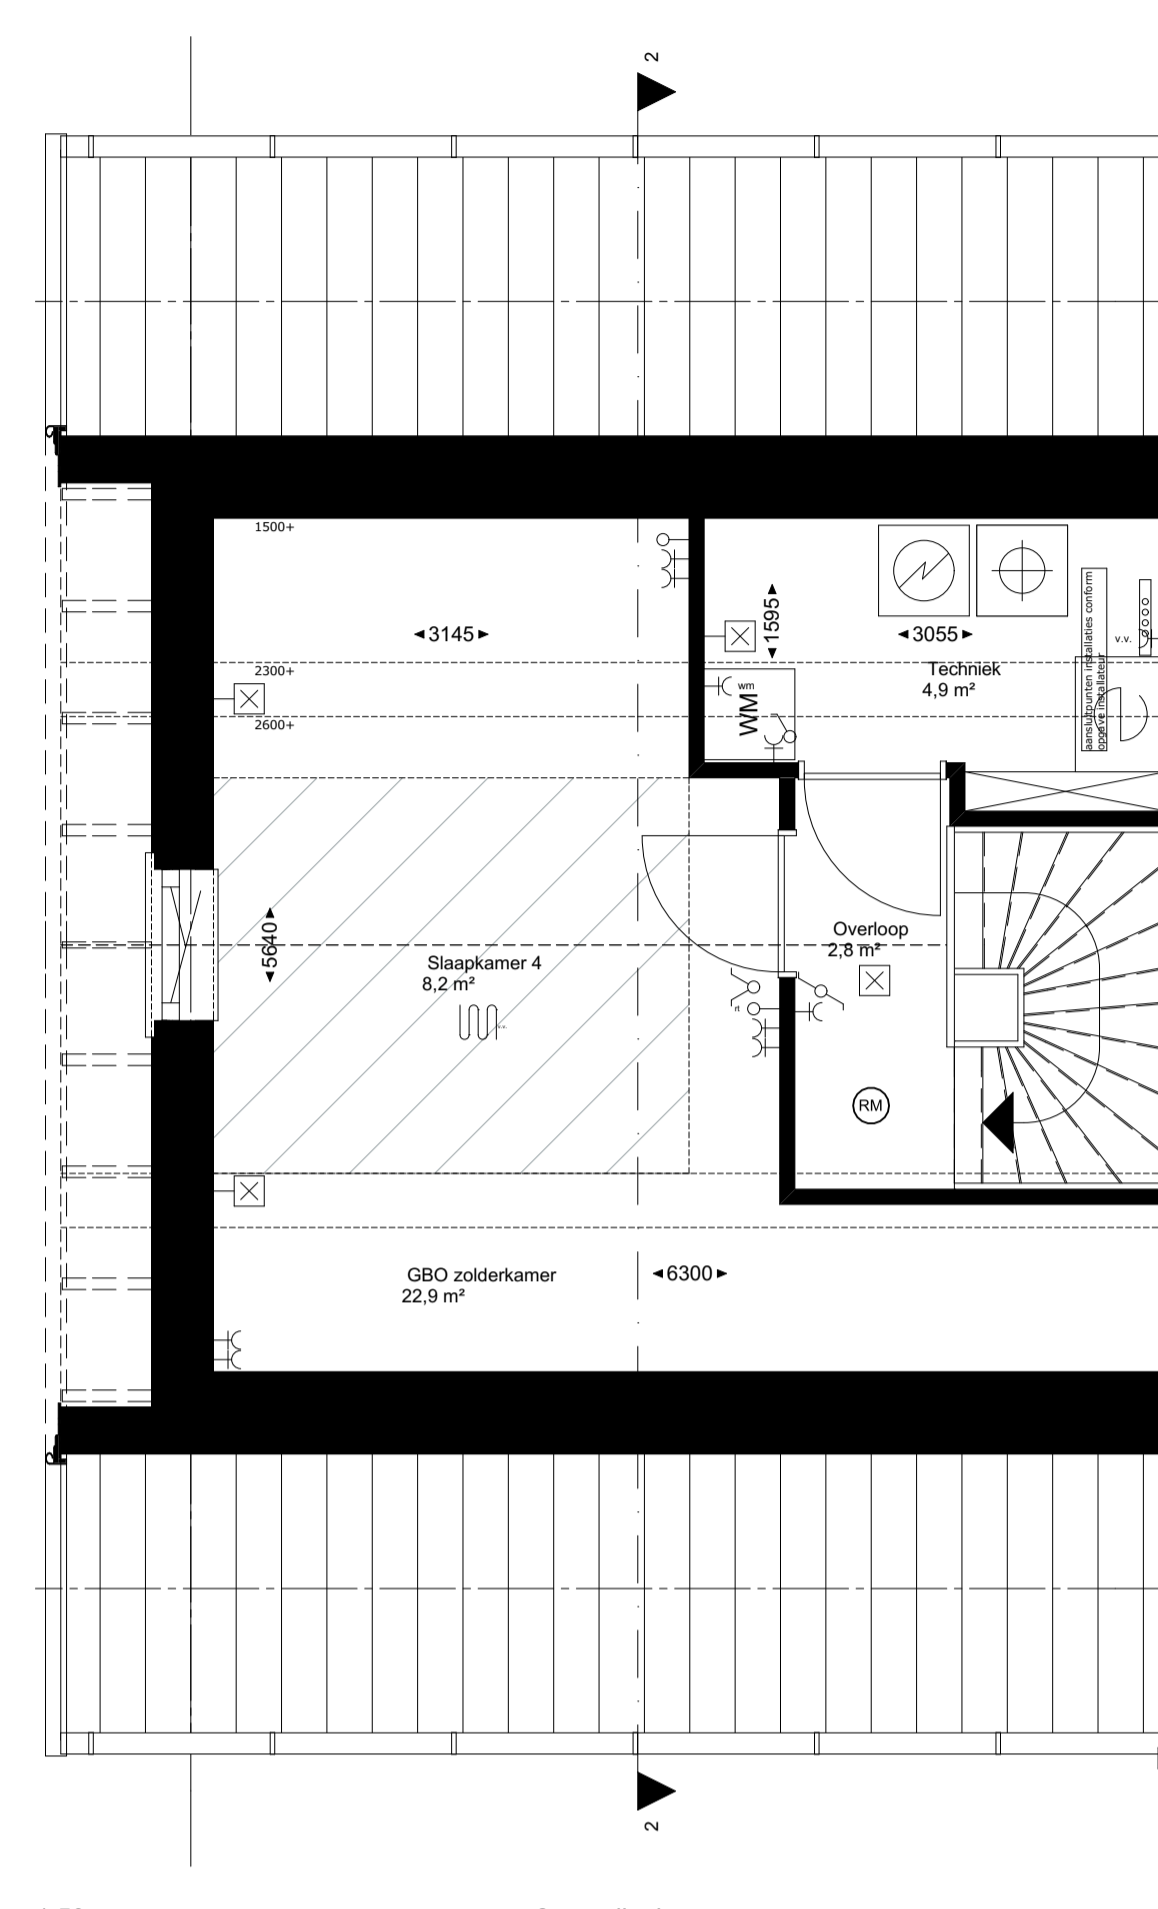 2
1500+
3145
1595
3055
aansluitpunten installaties conform
opgave installateur
v.v.
2300+
Techniek
4,9 m²
wm
WM
2600+
Overloop
2,8 m²
5640
Slaapkamer 4
8,2 m²
v.v.
rt
RM
GBO zolderkamer
22,9 m²
6300
2